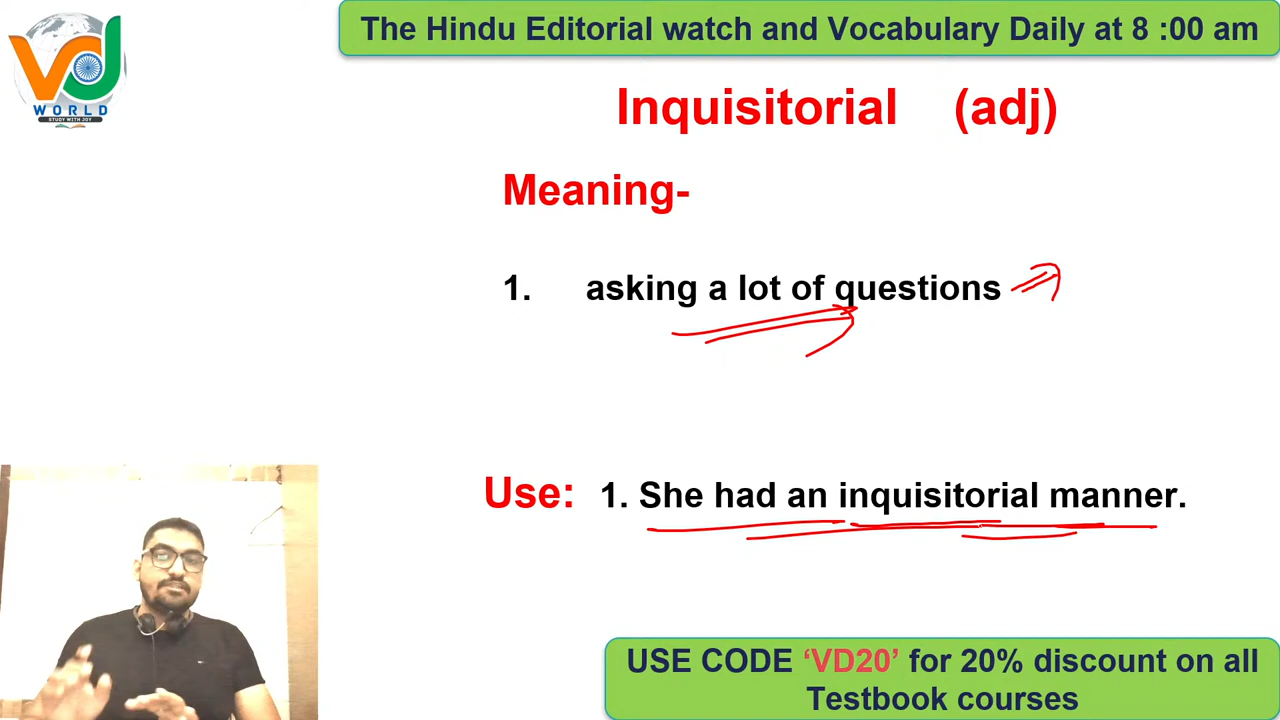 The Hindu Editorial watch and Vocabulary Daily at 8 :00 am
VD
WORLD
STUDY WITH JOY
Inquisitorial (adj)
Meaning-
1. asking a lot of questions
Use: 1. She had an inquisitorial manner.
USE CODE ‘VD20’ for 20% discount on all
Testbook courses